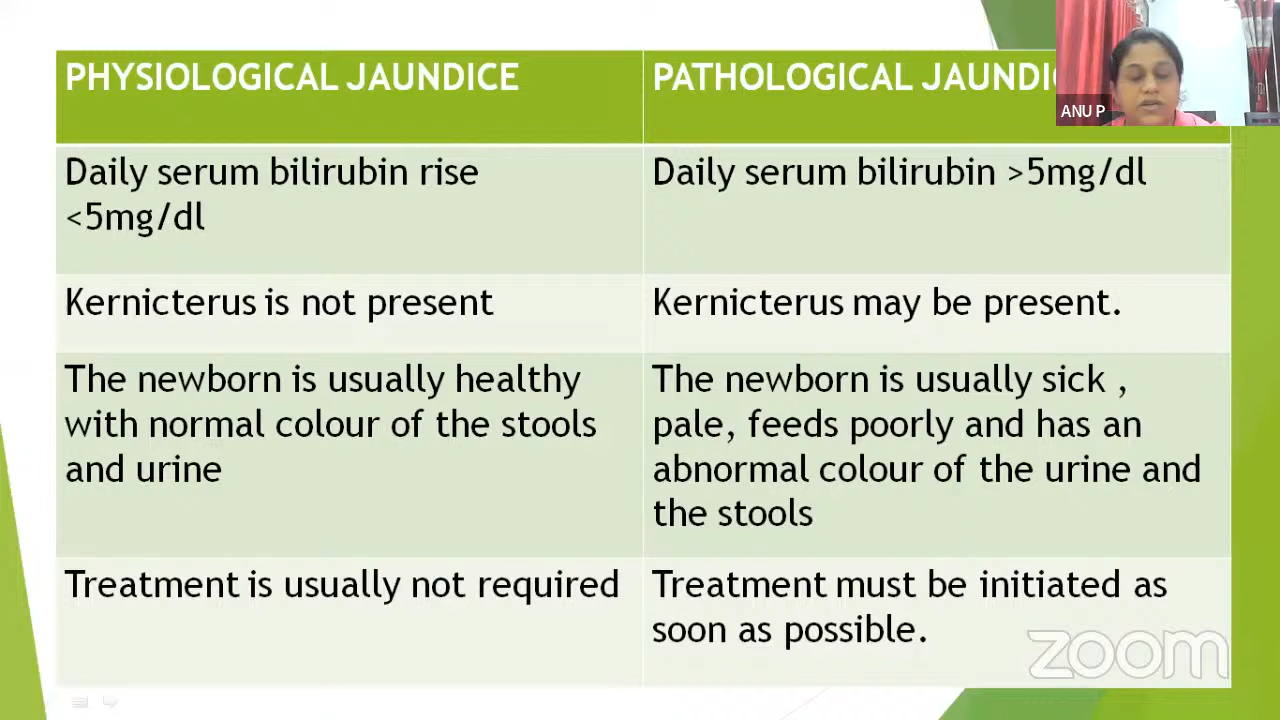 PHYSIOLOGICAL JAUNDICE
PATHOLOGICAL JAUNDI
ANU P
Daily serum bilirubin rise
<5mg/dl
Daily serum bilirubin >5mg/dl
Kernicterus is not present
Kernicterus may be present.
The newborn is usually healthy
with normal colour of the stools
and urine
The newborn is usually sick ,
pale, feeds poorly and has an
abnormal colour of the urine and
the stools
Treatment is usually not required
Treatment must be initiated as
soon as possible.
zoom